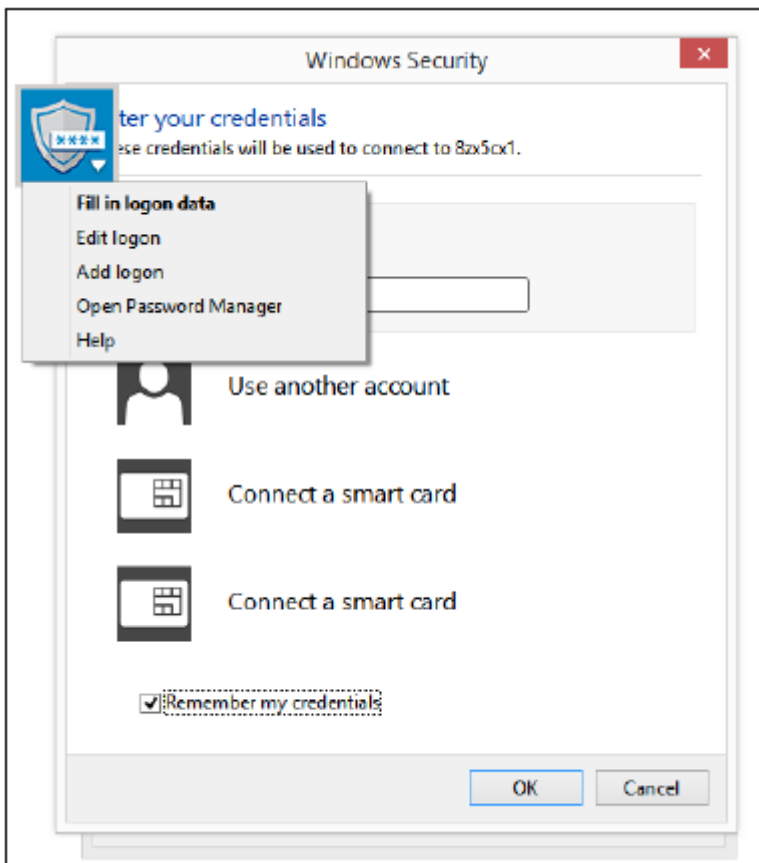 Windows Security
ter your credentials
ese credentials will be used to connect to 8zx5cx1.
Fill in logon data
Edit logon
Add logon
Open Password Manager
Help
Use another account
Connect a smart card
Connect a smart card
Remember my credentials
OK
Cancel